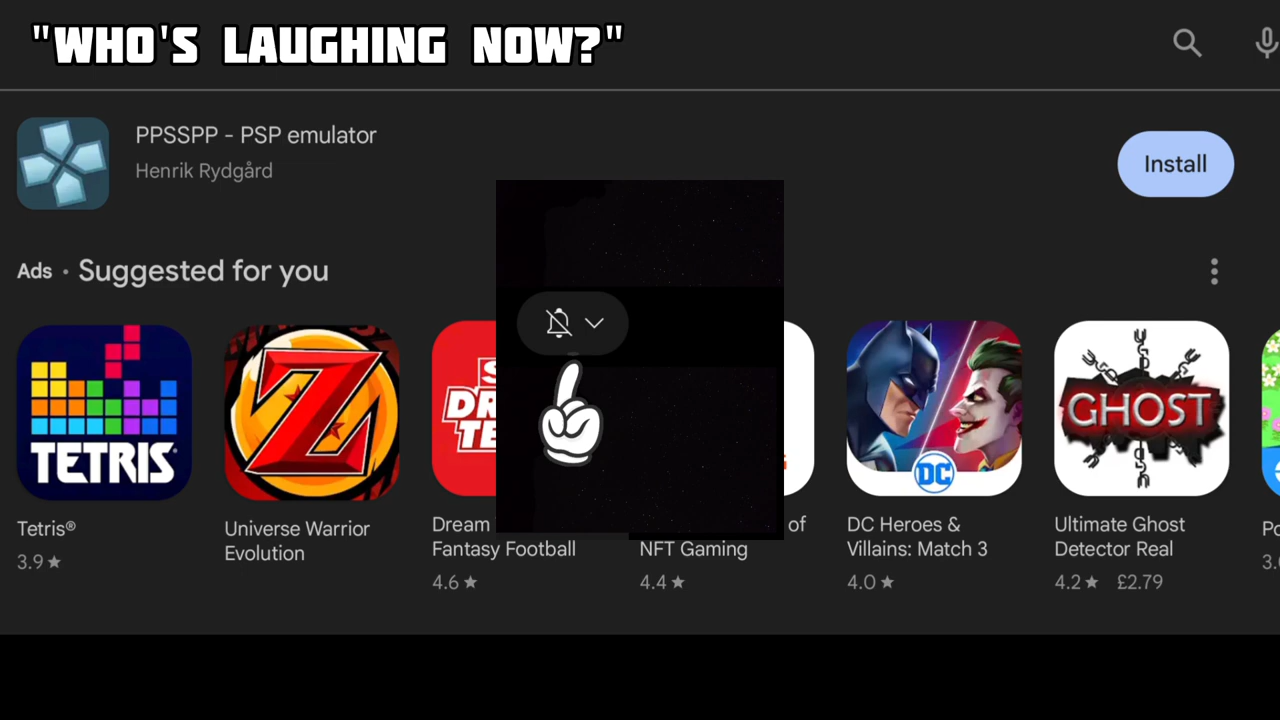 "WHO'S LAUGHING NOW?"
PPSSPP - PSP emulator
Henrik Rydgård
Install
Ads • Suggested for you
TETRIS
Z
DR
TE
DC
GHOST
Tetris®
3.9 ★
Universe Warrior
Evolution
Dream
Fantasy Football
4.6 ★
of
NFT Gaming
4.4 ★
DC Heroes &
Villains: Match 3
4.0 ★
Ultimate Ghost
Detector Real
4.2 ★ £2.79